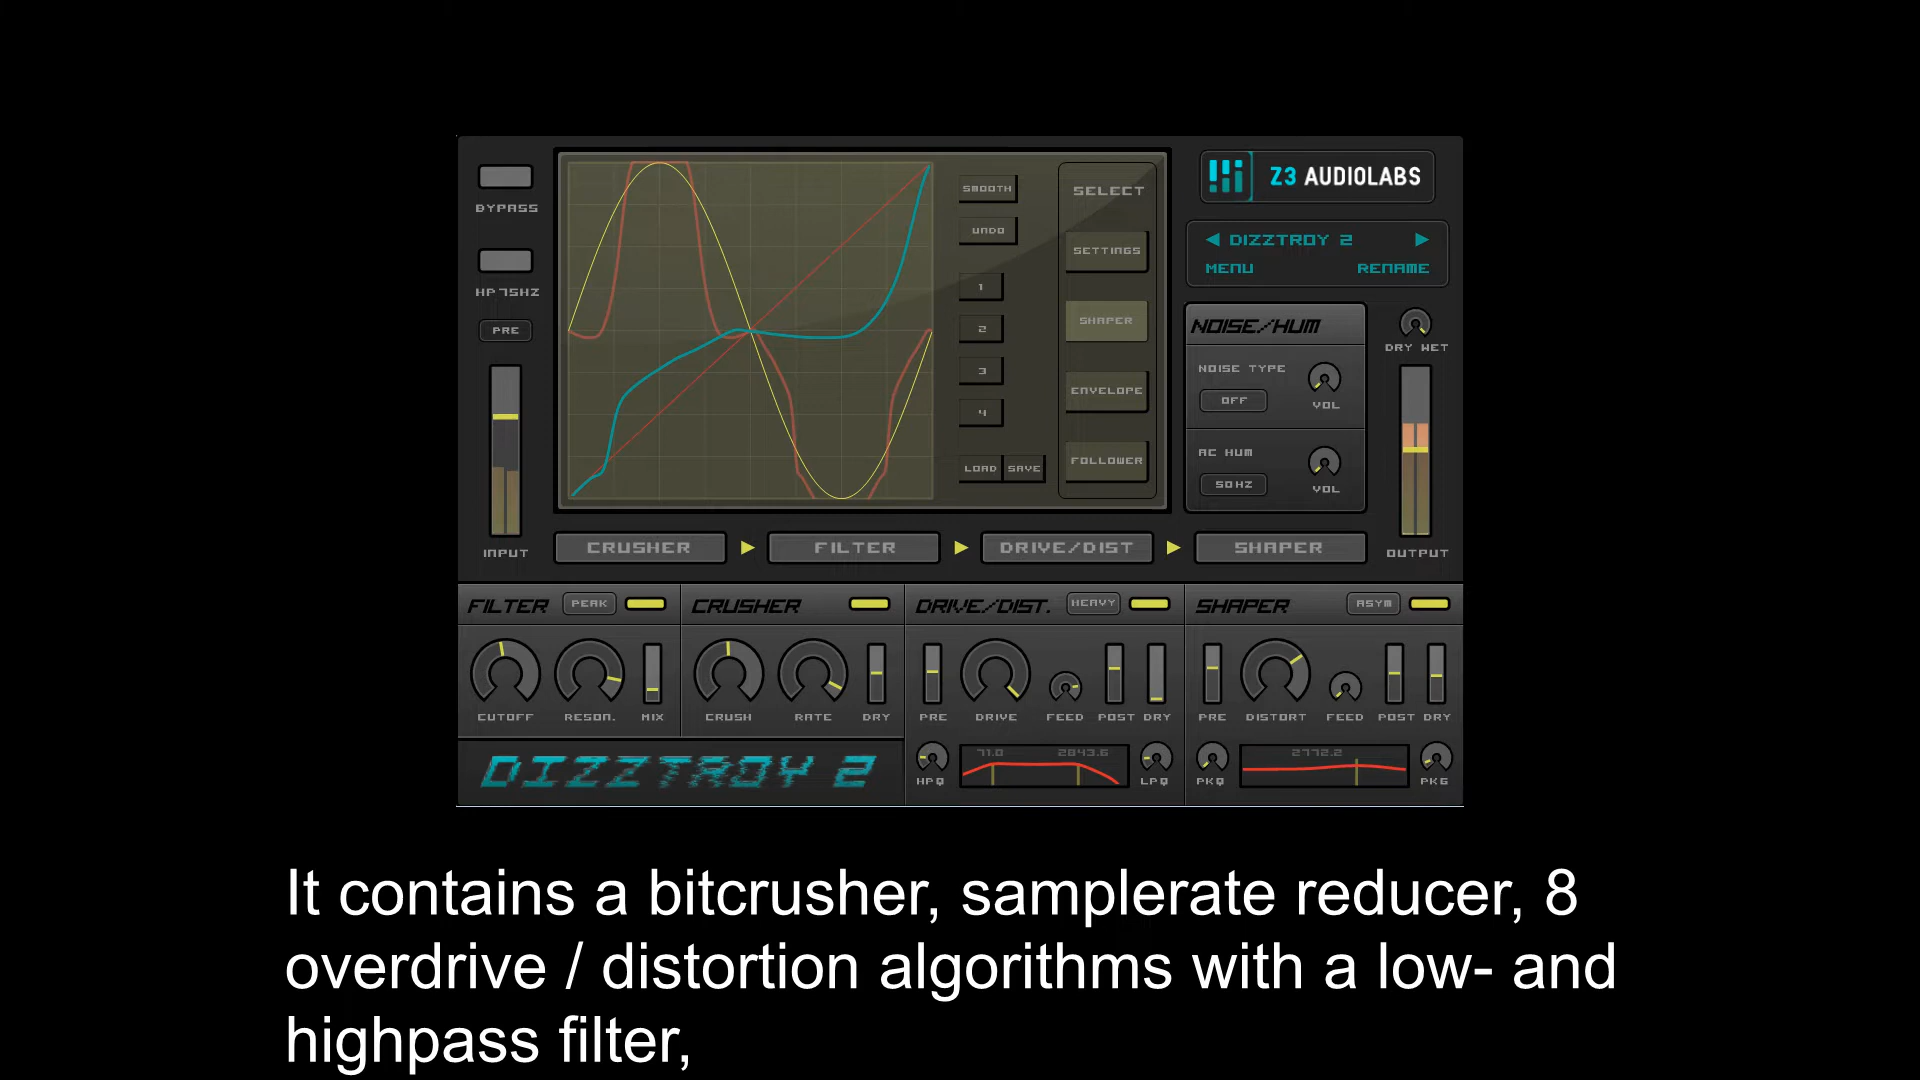 BYPASS
HP 75HZ
PRE
INPUT
SMOOTH
UNDO
1
2
3
4
LOAD SAVE
SELECT
SETTINGS
SHAPER
ENVELOPE
FOLLOWER
Z3 AUDIOLABS
DIZZTROY 2
MENU RENAME
NOISE/HUM
NOISE TYPE
OFF
VOL
AC HUM
50HZ
VOL
DRY WET
OUTPUT
CRUSHER FILTER DRIVE/DIST SHAPER
FILTER PEAK
CUTOFF RESON. MIX
CRUSHER
CRUSH RATE DRY
DRIVE/DIST. HEAVY
PRE DRIVE FEED POST DRY
71.0 2843.6
HPQ LPQ
SHAPER ASYM
PRE DISTORT FEED POST DRY
2772.2
PKQ PKG
DIZZTROY 2
It contains a bitcrusher, samplerate reducer, 8
overdrive / distortion algorithms with a low- and
highpass filter,